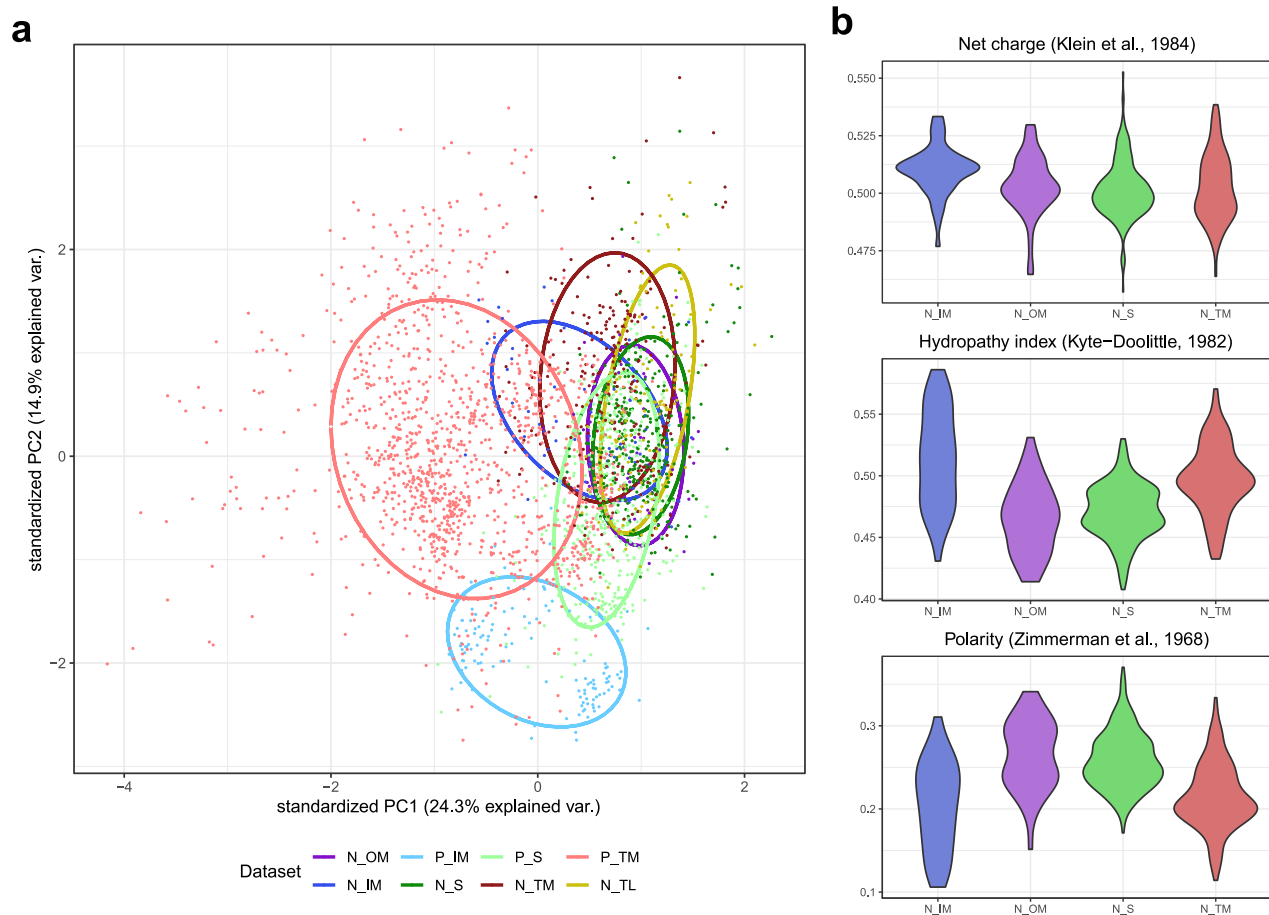 a
standardized PC2 (14.9% explained var.)
2
0
−2
−4
−2
0
2
standardized PC1 (24.3% explained var.)
Dataset
N_OM
P_IM
P_S
P_TM
N_IM
N_S
N_TM
N_TL
b
Net charge (Klein et al., 1984)
0.550
0.525
0.500
0.475
N_IM
N_OM
N_S
N_TM
Hydropathy index (Kyte−Doolittle, 1982)
0.55
0.50
0.45
0.40
N_IM
N_OM
N_S
N_TM
Polarity (Zimmerman et al., 1968)
0.3
0.2
0.1
N_IM
N_OM
N_S
N_TM